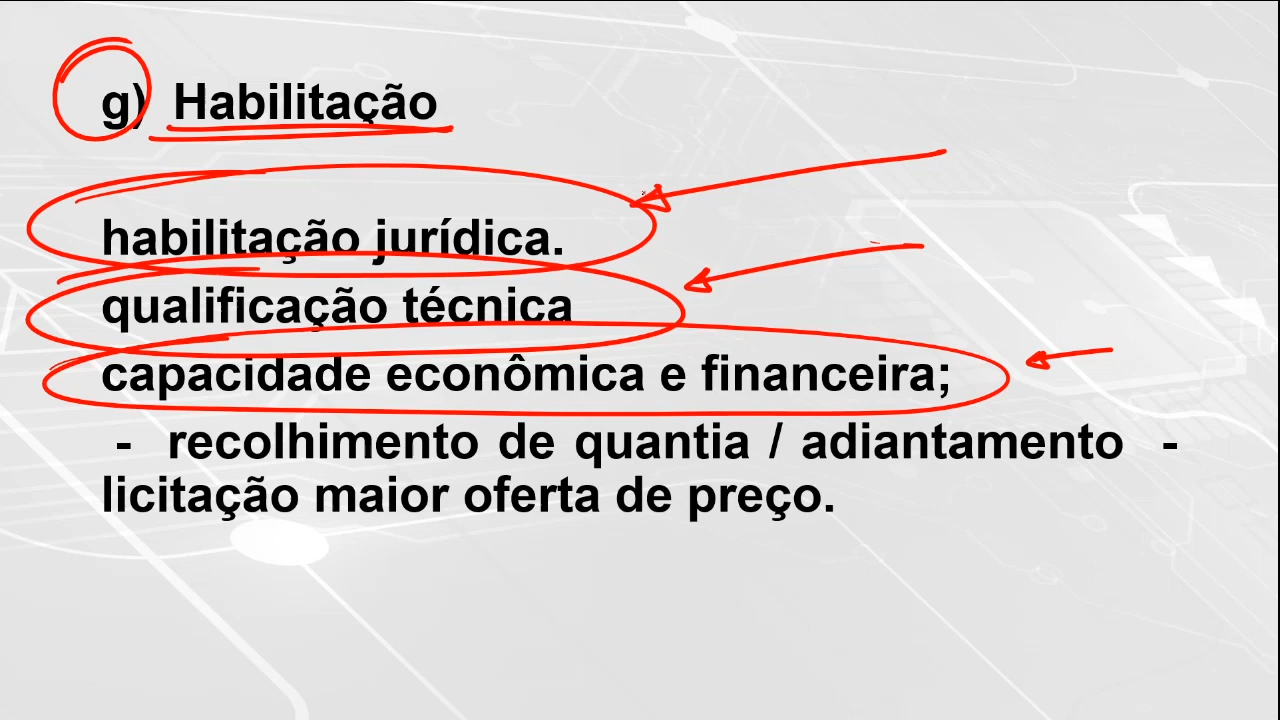 g) Habilitação
habilitação jurídica.
qualificação técnica
capacidade econômica e financeira;
- recolhimento de quantia / adiantamento -
licitação maior oferta de preço.